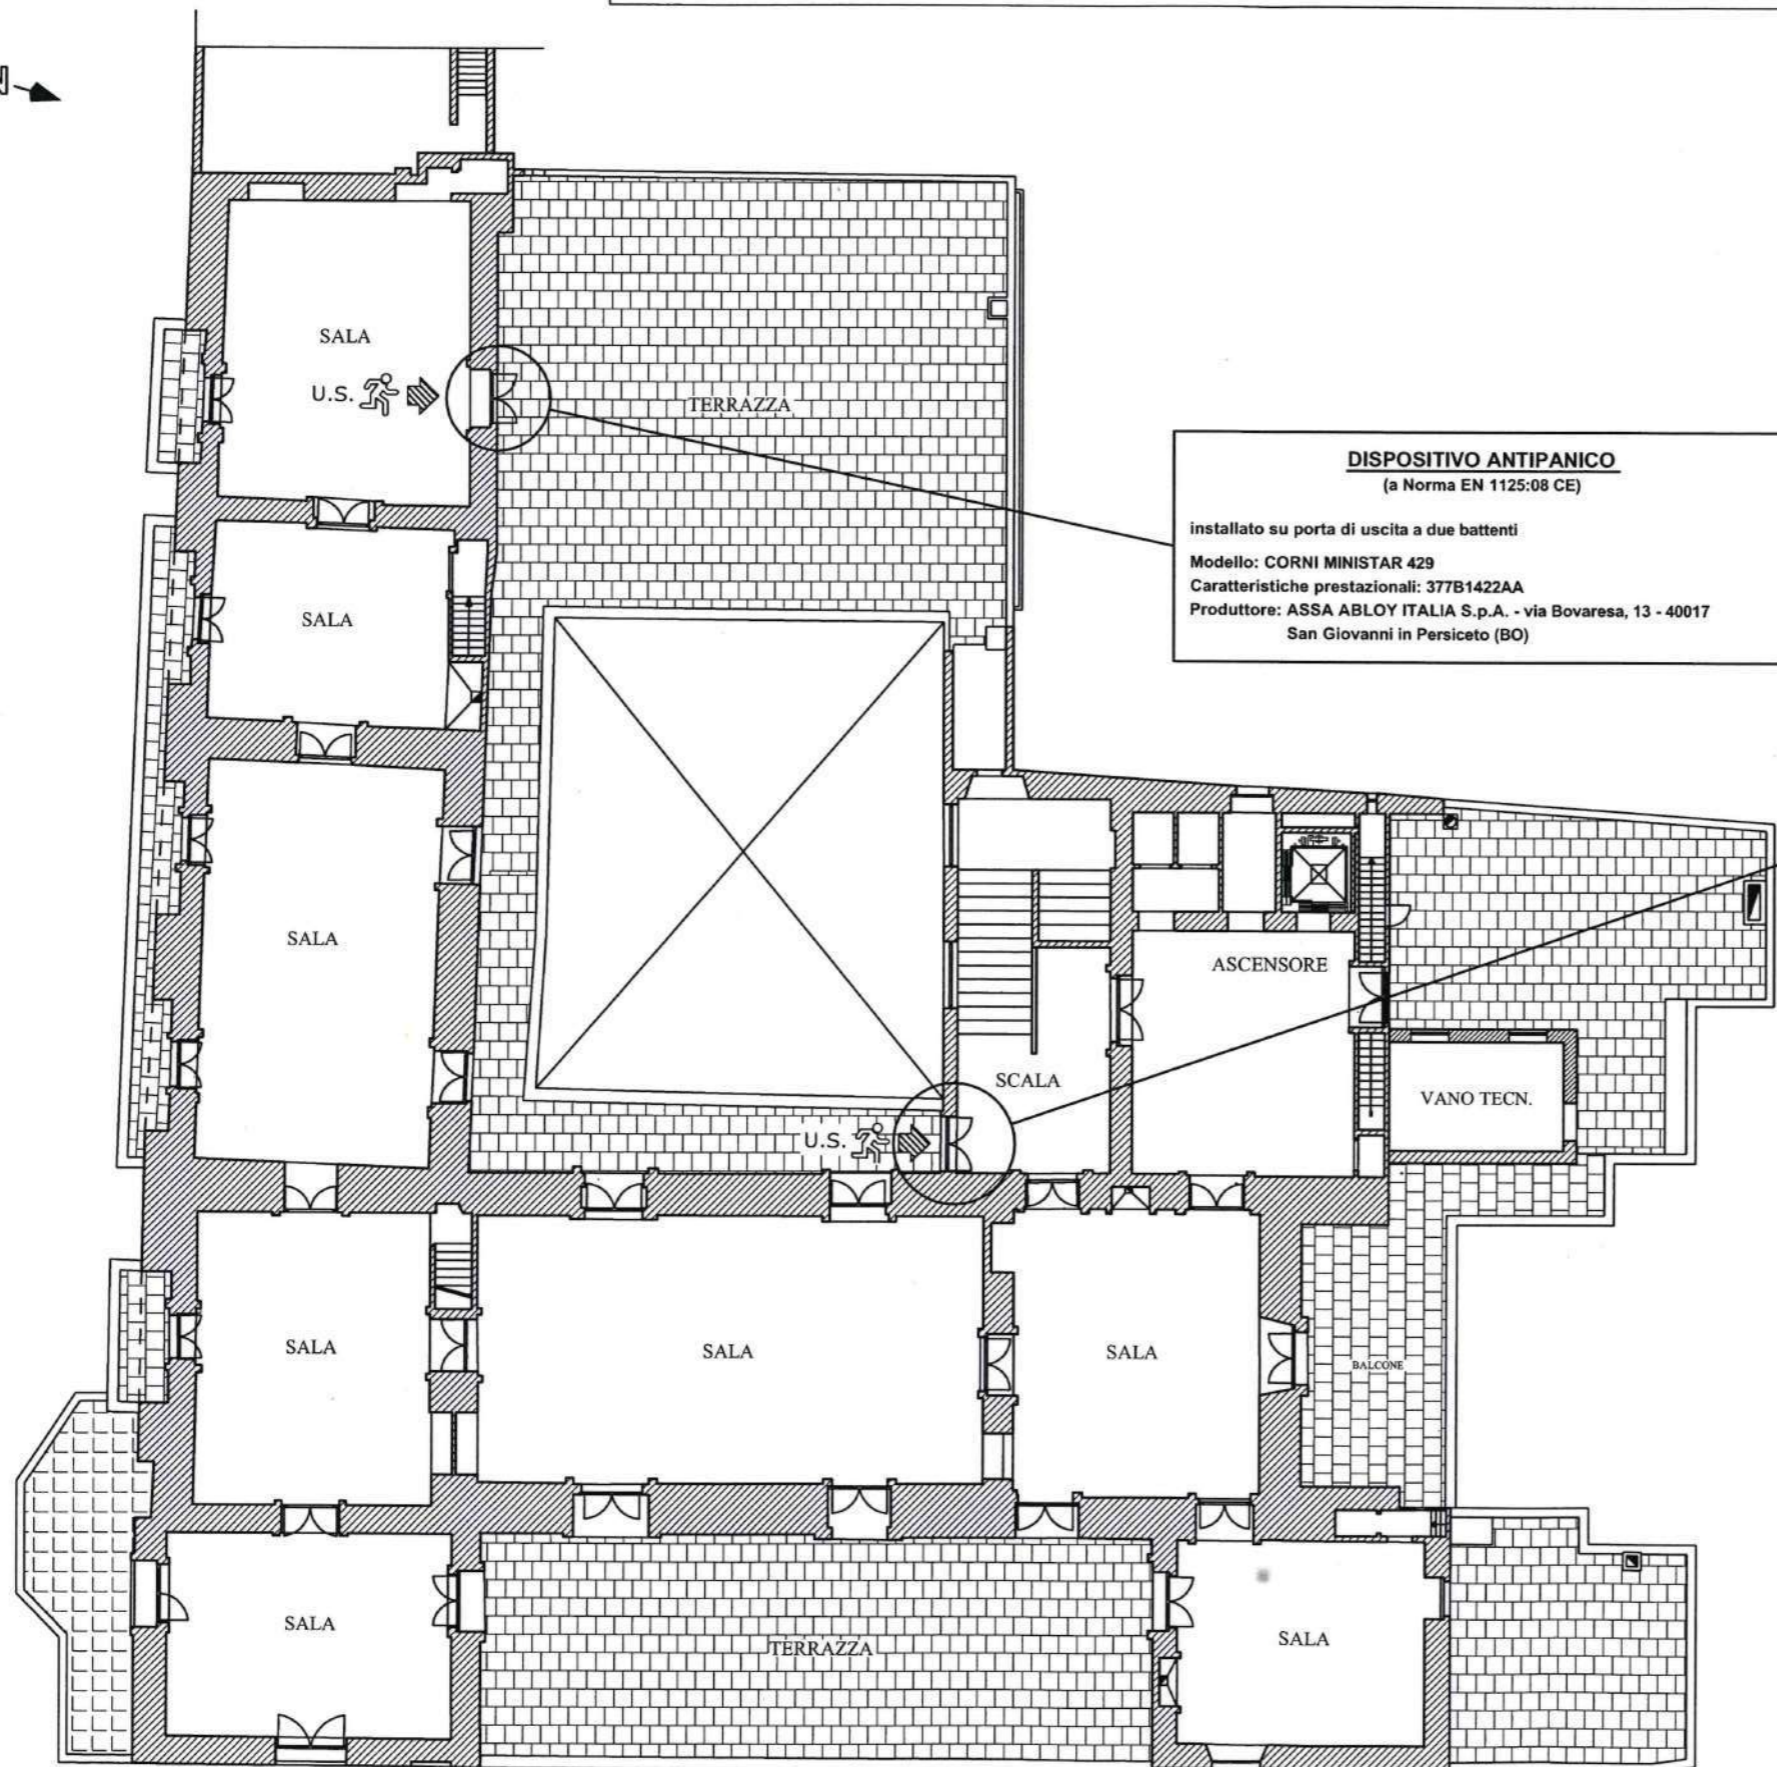 N
SALA
U.S.
TERRAZZA
DISPOSITIVO ANTIPANICO
(a Norma EN 1125:08 CE)
installato su porta di uscita a due battenti
Modello: CORNI MINISTAR 429
Caratteristiche prestazionali: 377B1422AA
Produttore: ASSA ABLOY ITALIA S.p.A. - via Bovaresa, 13 - 40017
San Giovanni in Persiceto (BO)
SALA
SALA
ASCENSORE
SCALA
VANO TECN.
U.S.
SALA
SALA
SALA
BALCONE
SALA
TERRAZZA
SALA